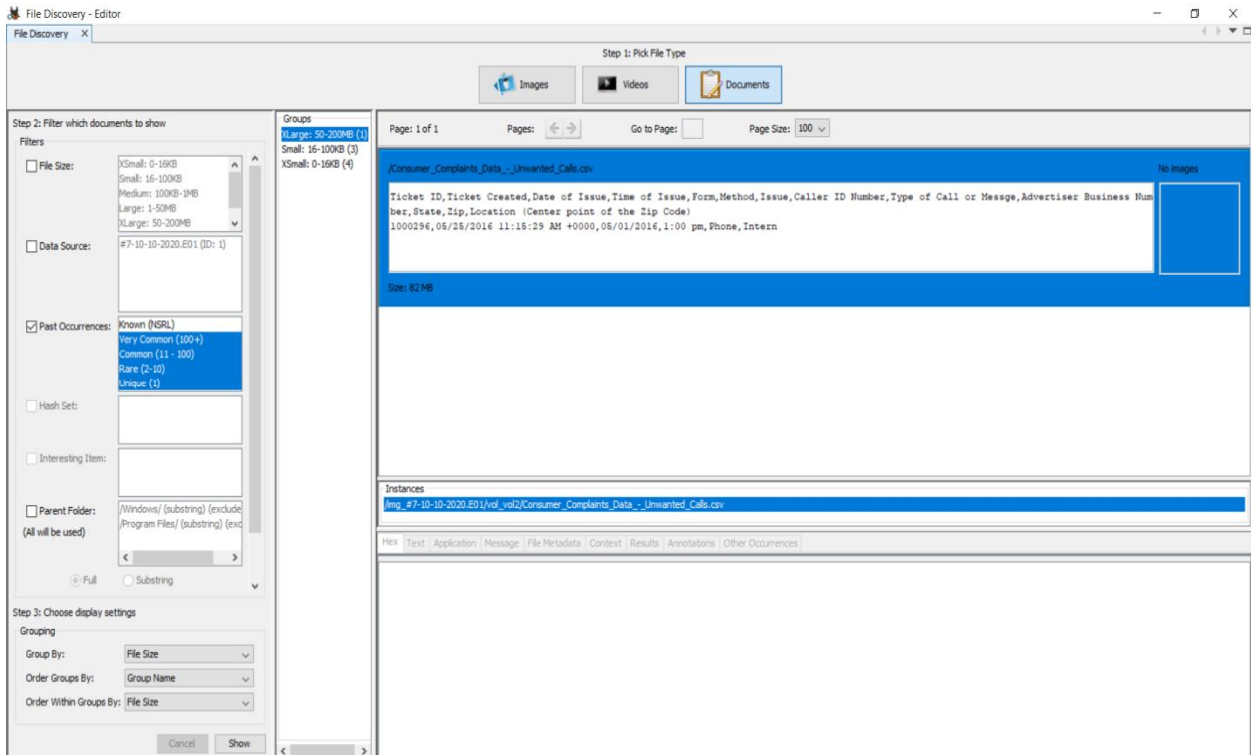 File Discovery - Editor
File Discovery X
Step 1: Pick File Type
Images
Videos
Documents
Step 2: Filter which documents to show
Filters
File Size:
XSmall: 0-16KB
Small: 16-100KB
Medium: 100KB-1MB
Large: 1-50MB
XLarge: 50-200MB
Data Source:
#7-10-10-2020.E01 (ID: 1)
Past Occurrences:
Known (NSRL)
Very Common (100+)
Common (11 - 100)
Rare (2-10)
Unique (1)
Hash Set:
Interesting Item:
Parent Folder:
(All will be used)
/Windows/ (substring) (exclude
/Program Files/ (substring) (exc
Full
Substring
Step 3: Choose display settings
Grouping
Group By:
File Size
Order Groups By:
Group Name
Order Within Groups By:
File Size
Cancel
Show
Groups
XLarge: 50-200MB (1)
Small: 16-100KB (3)
XSmall: 0-16KB (4)
Page: 1 of 1
Pages:
Go to Page:
Page Size:
100
/Consumer_Complaints_Data_-_Unwanted_Calls.csv
No images
Ticket ID,Ticket Created,Date of Issue,Time of Issue,Form,Method,Issue,Caller ID Number,Type of Call or Messge,Advertiser Business Num
ber,State,Zip,Location (Center point of the Zip Code)
1000296,05/25/2016 11:15:29 AM +0000,05/01/2016,1:00 pm,Phone,Intern
Size: 82 MB
Instances
/img_#7-10-10-2020.E01/vol_vol2/Consumer_Complaints_Data_-_Unwanted_Calls.csv
Hex Text Application Message File Metadata Context Results Annotations Other Occurrences